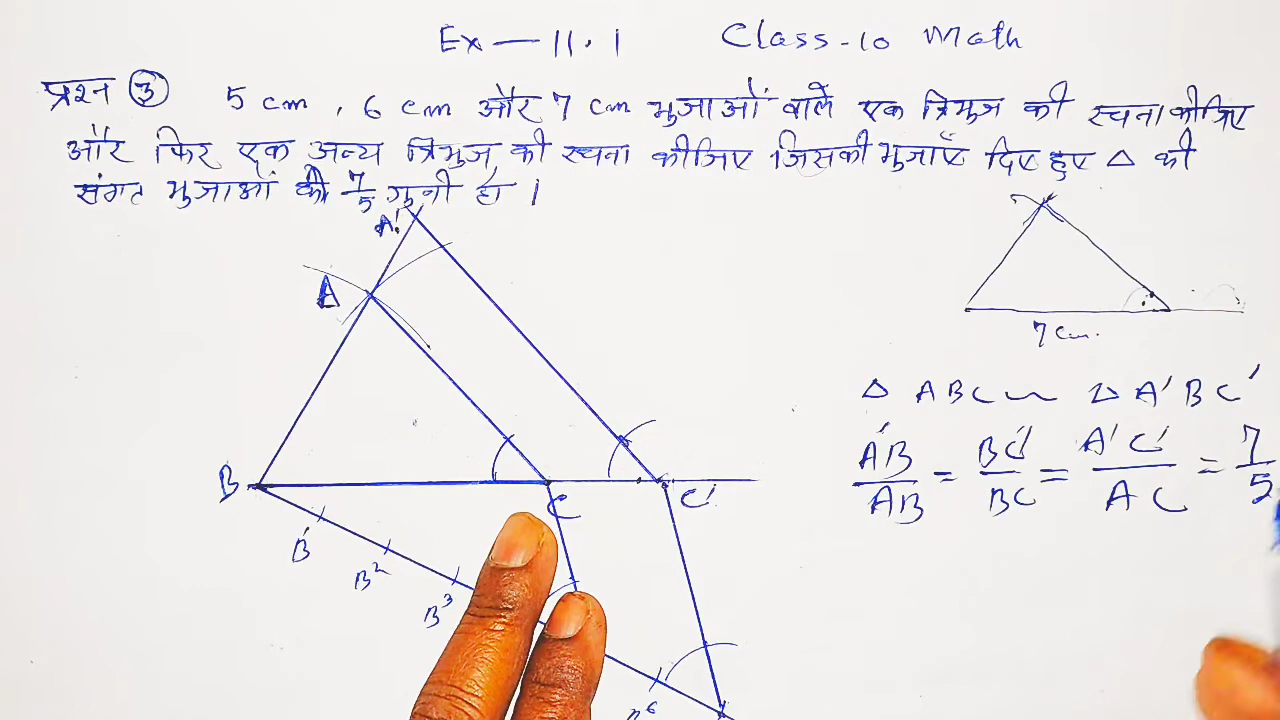 Ex — 11.1 Class-10 Math
प्रश्न ③ 5 cm , 6 cm और 7 cm भुजाओं वाले एक त्रिभुज की रचना कीजिए
और फिर एक अन्य त्रिभुज की रचना कीजिए जिसकी भुजाएँ दिए हुए △ की
संगत भुजाओं की 7/5 गुनी हों ।
A'
A
7 cm.
△ ABC ~ △ A'BC'
A'B/AB = BC'/BC = A'C'/AC = 7/5
B
C
C'
B'
B²
B³